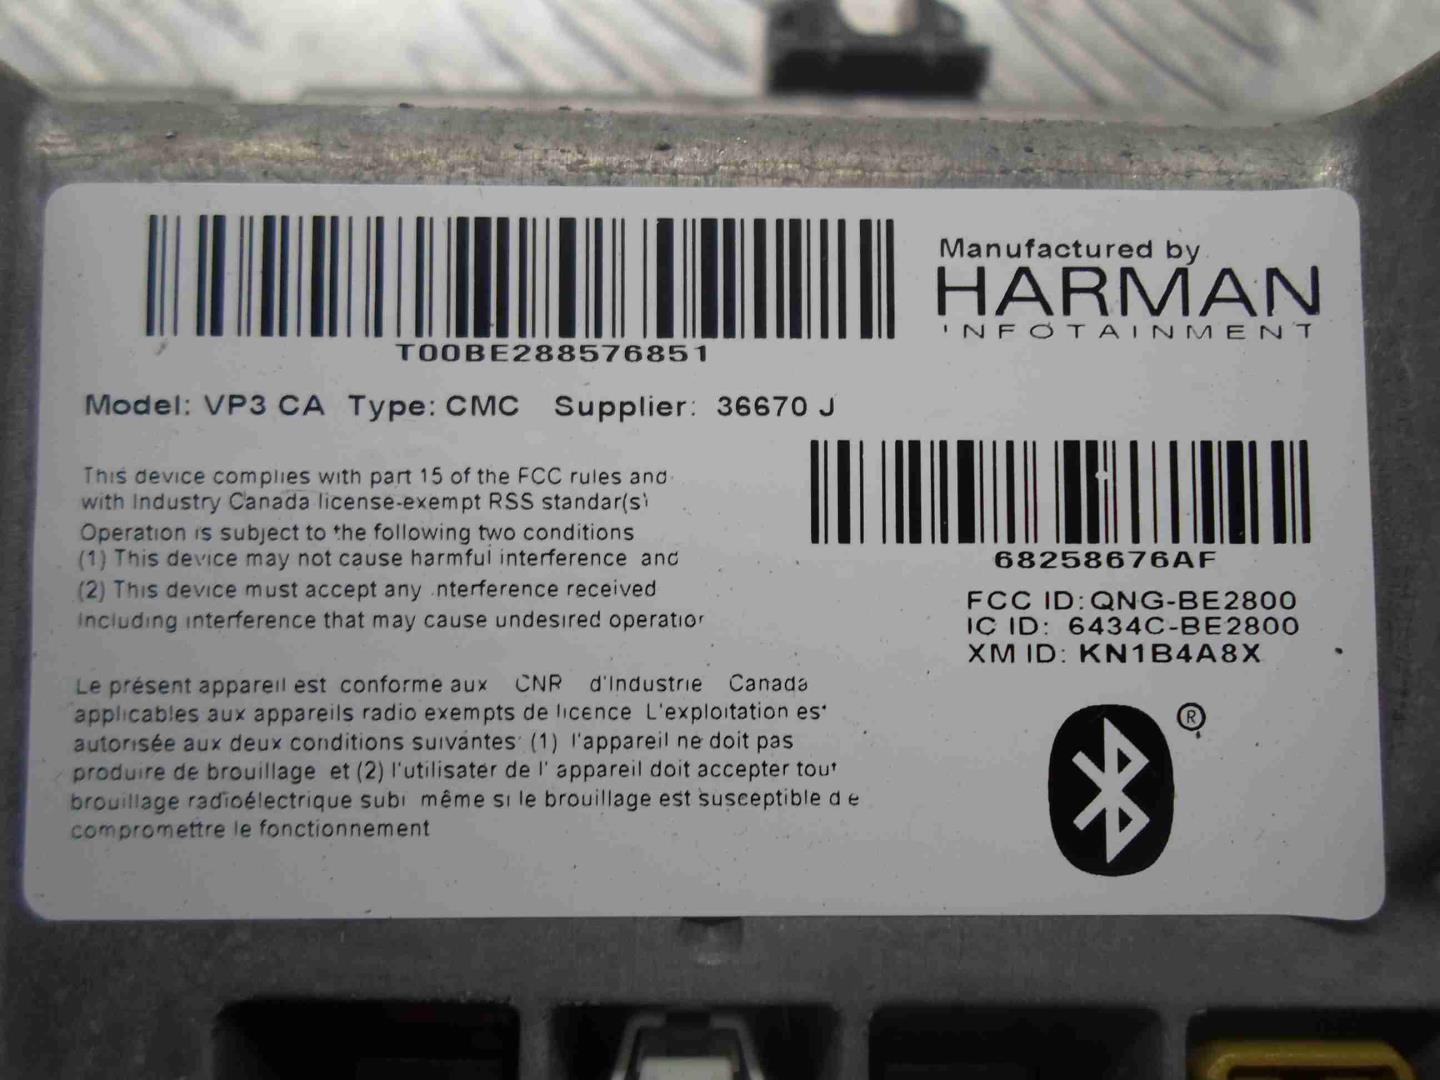 T00BE288576851
Manufactured by
HARMAN
INFOTAINMENT
Model: VP3 CA Type: CMC Supplier: 36670 J
This device complies with part 15 of the FCC rules and
with Industry Canada license-exempt RSS standar(s)
Operation is subject to the following two conditions
(1) This device may not cause harmful interference and
(2) This device must accept any interference received
including interference that may cause undesired operation
68258676AF
FCC ID: QNG-BE2800
IC ID: 6434C-BE2800
XM ID: KN1B4A8X
Le présent appareil est conforme aux CNR d'Industrie Canada
applicables aux appareils radio exempts de licence L'exploitation est
autorisée aux deux conditions suivantes (1) l'appareil ne doit pas
produire de brouillage et (2) l'utilisater de l' appareil doit accepter tout
brouillage radioélectrique subi même si le brouillage est susceptible de
compromettre le fonctionnement
®